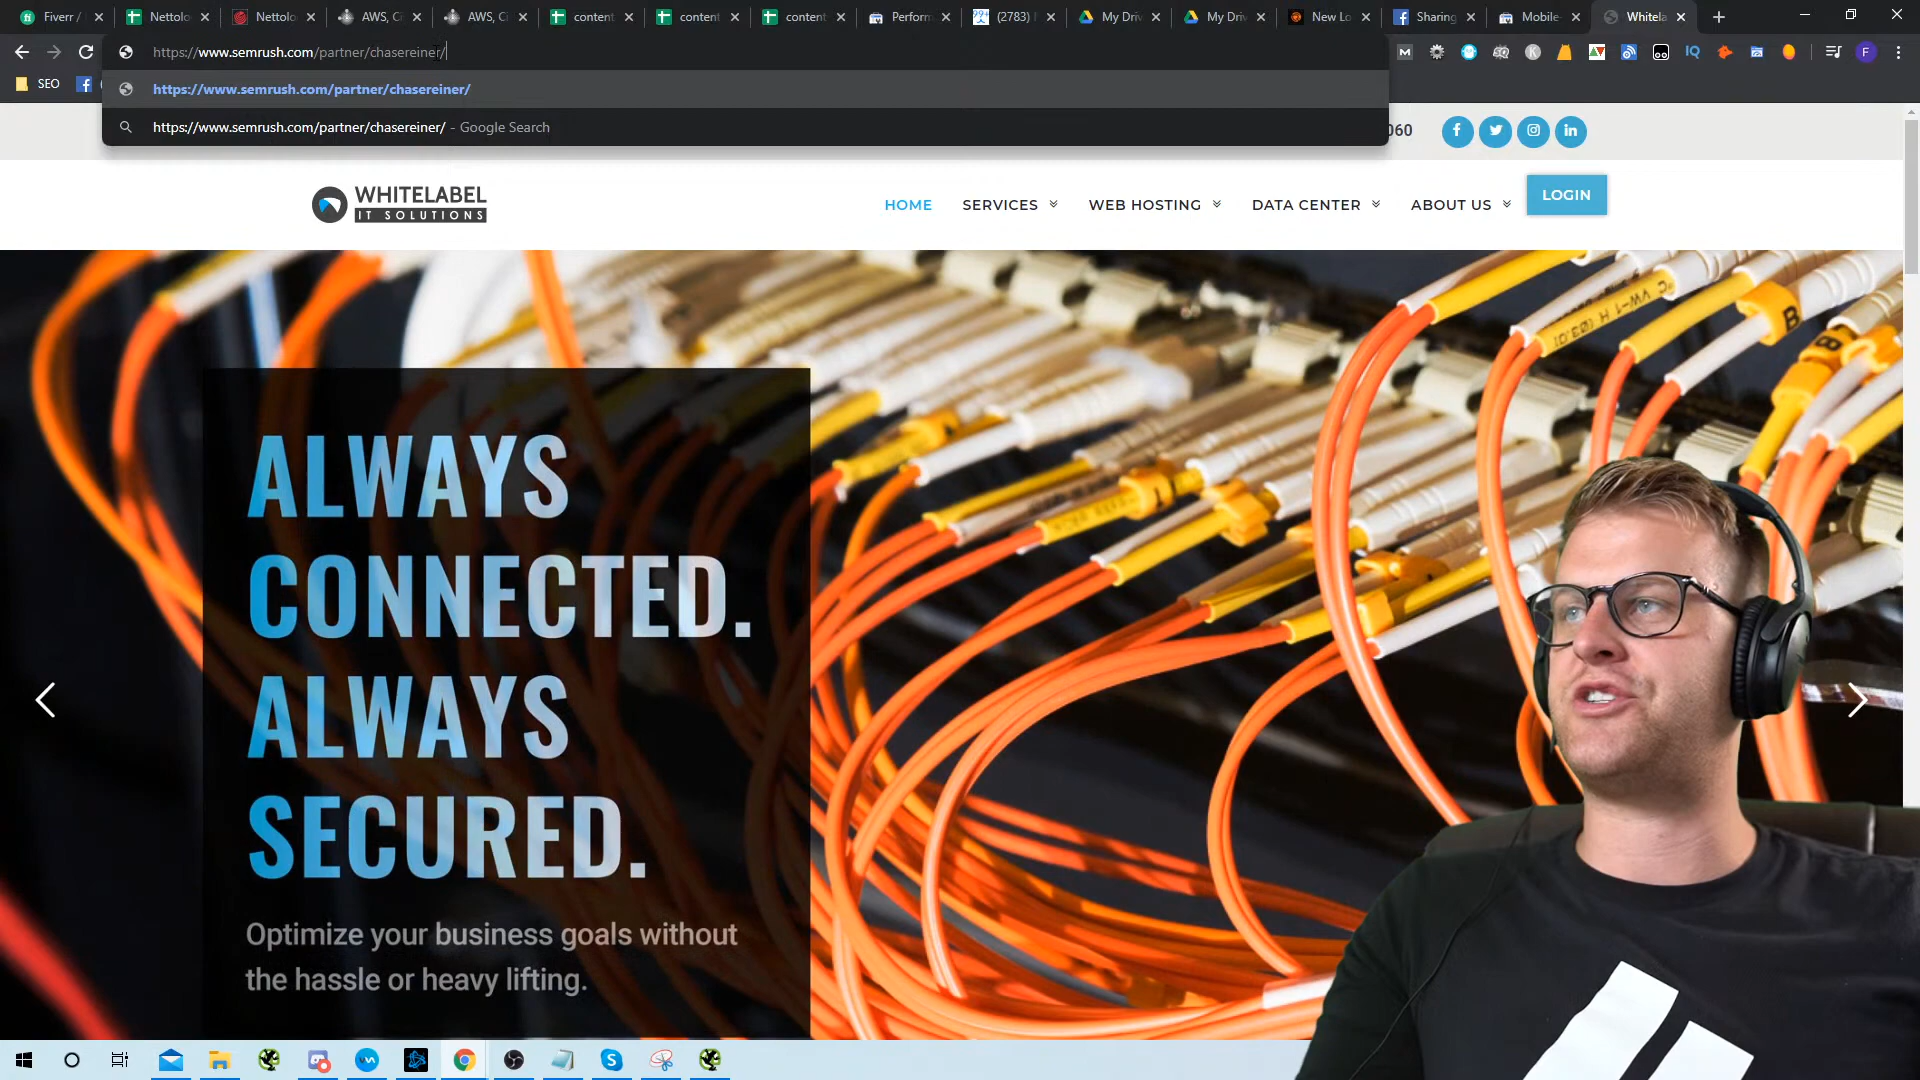 Fiverr /
Nettolo
Nettolo
AWS, Ci
AWS, Ci
content
content
content
Perform
(2783)
My Driv
My Driv
New Lo
Sharing
Mobile-
Whitela
https://www.semrush.com/partner/chasereiner/
SEO
https://www.semrush.com/partner/chasereiner/
https://www.semrush.com/partner/chasereiner/ - Google Search
060
WHITELABEL
IT SOLUTIONS
HOME
SERVICES
WEB HOSTING
DATA CENTER
ABOUT US
LOGIN
ALWAYS
CONNECTED.
ALWAYS
SECURED.
Optimize your business goals without
the hassle or heavy lifting.